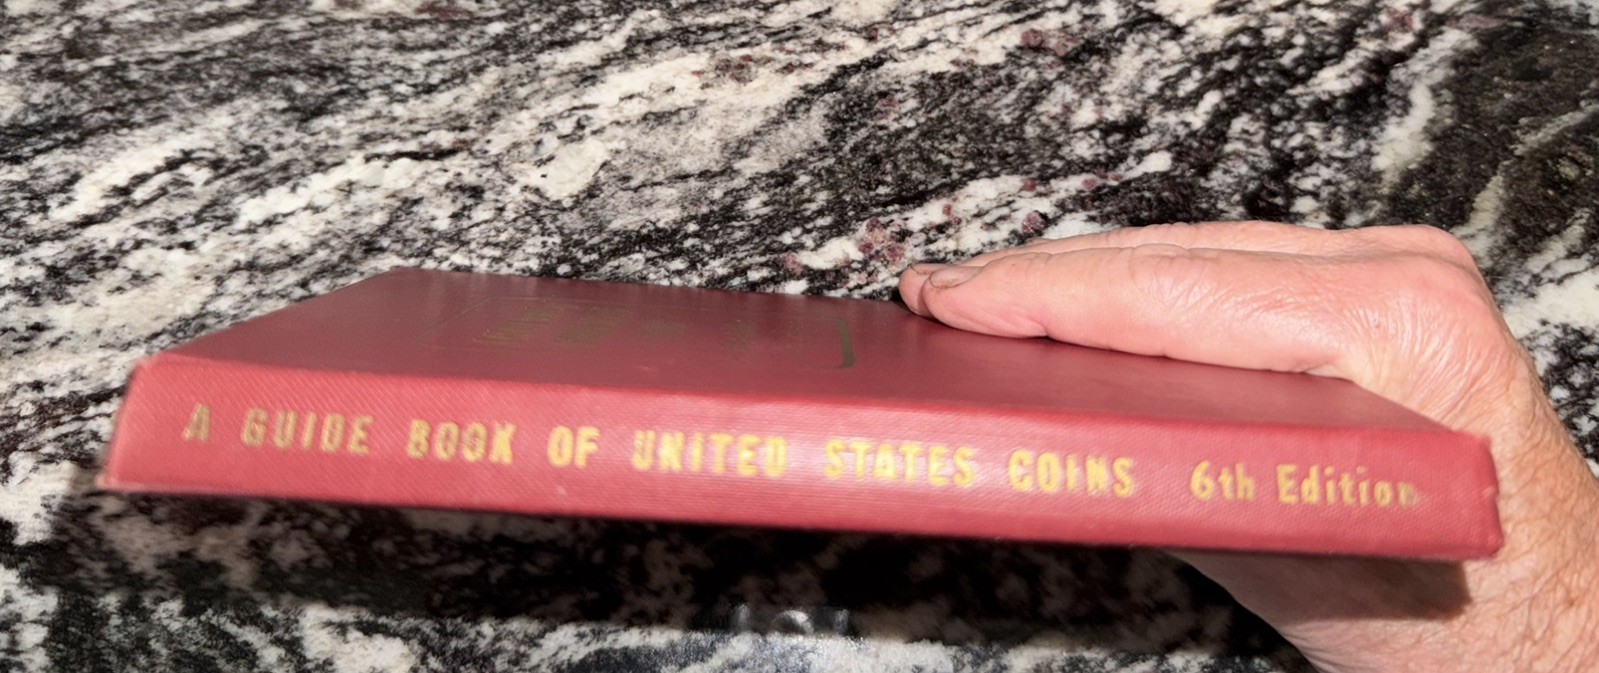 A GUIDE BOOK OF UNITED STATES COINS 6th Edition